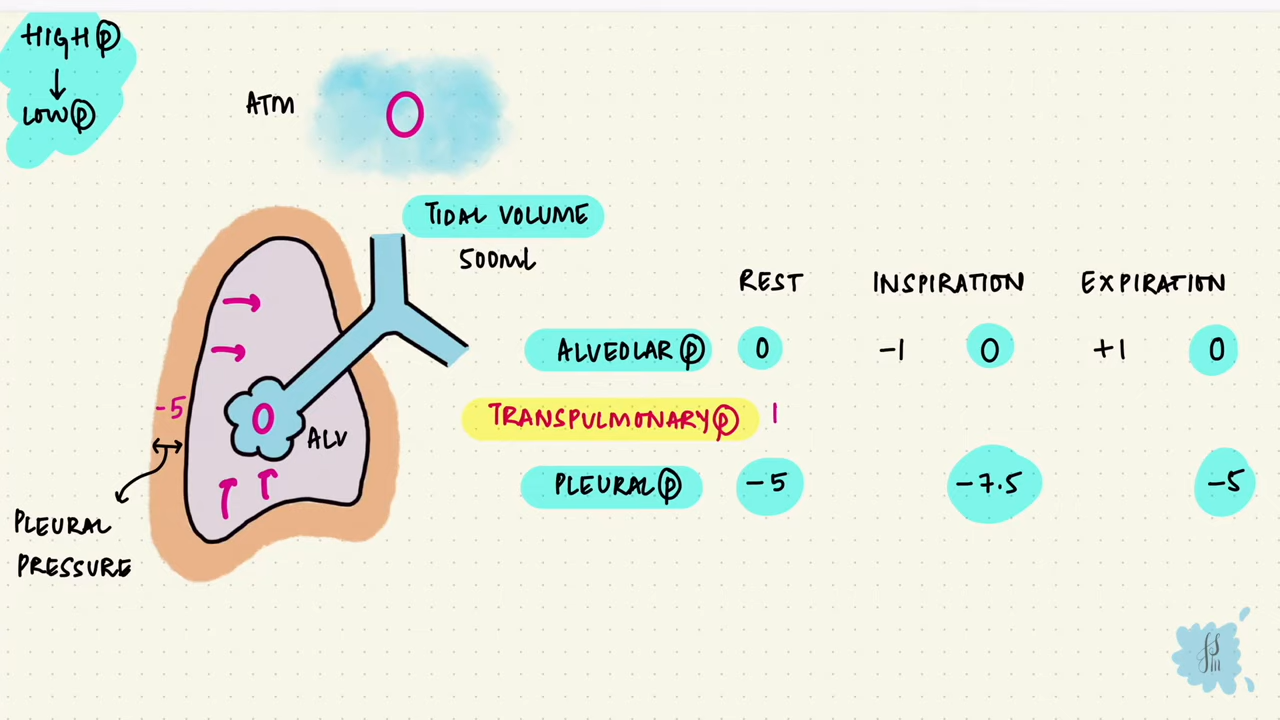 HIGH P
↓
LOW P
ATM
0
TIDAL VOLUME
500ml
REST INSPIRATION EXPIRATION
ALVEOLAR P 0 -1 0 +1 0
TRANSPULMONARY P 1
PLEURAL P -5 -7.5 -5
-5
0
ALV
PLEURAL
PRESSURE